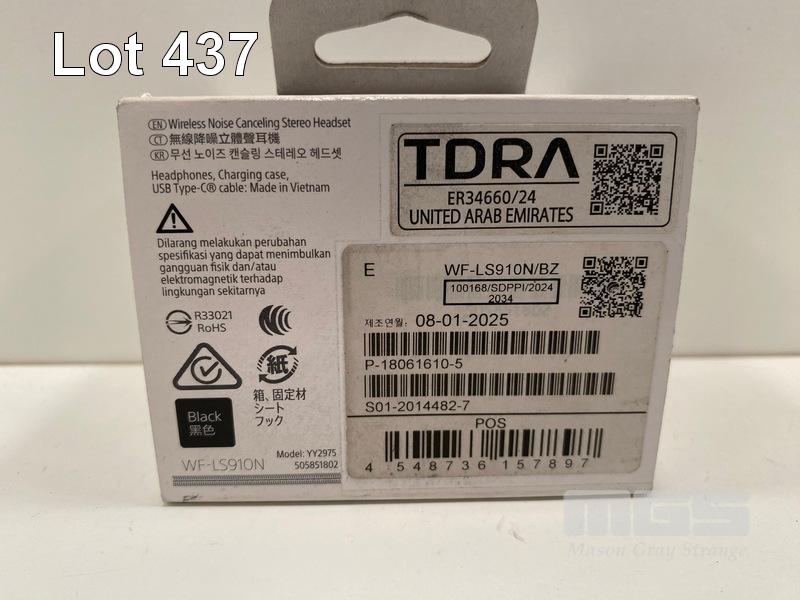 Lot 437
EN Wireless Noise Canceling Stereo Headset
CT 無線降噪立體聲耳機
KR 무선 노이즈 캔슬링 스테레오 헤드셋
Headphones, Charging case,
USB Type-C® cable: Made in Vietnam
Dilarang melakukan perubahan
spesifikasi yang dapat menimbulkan
gangguan fisik dan/atau
elektromagnetik terhadap
lingkungan sekitarnya
R33021
RoHS
紙
箱、固定材
シート
フック
Black
黑色
Model: YY2975
WF-LS910N
505851802
TDRA
ER34660/24
UNITED ARAB EMIRATES
E
WF-LS910N/BZ
100168/SDPPI/2024
2034
제조연월: 08-01-2025
P-18061610-5
S01-2014482-7
POS
4 548736 157897
MGS
Mason Gray Strange